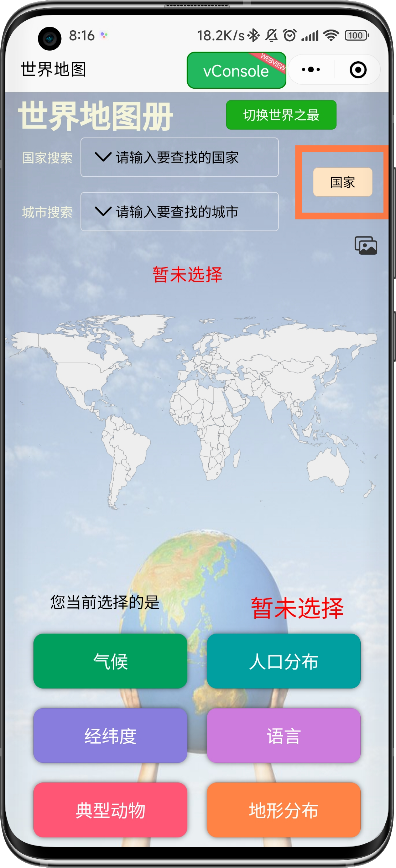 8:16
18.2K/s
100
世界地图
vConsole
WEBVIEW
世界地图册
切换世界之最
国家搜索
请输入要查找的国家
国家
城市搜索
请输入要查找的城市
暂未选择
您当前选择的是
暂未选择
气候
人口分布
经纬度
语言
典型动物
地形分布